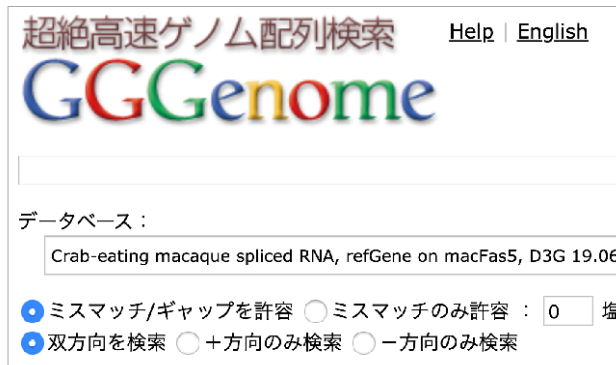 超絶高速ゲノム配列検索 Help | English
GGGenome
データベース：
Crab-eating macaque spliced RNA, refGene on macFas5, D3G 19.06
ミスマッチ/ギャップを許容 ミスマッチのみ許容 ： 0 塩
双方向を検索 +方向のみ検索 −方向のみ検索